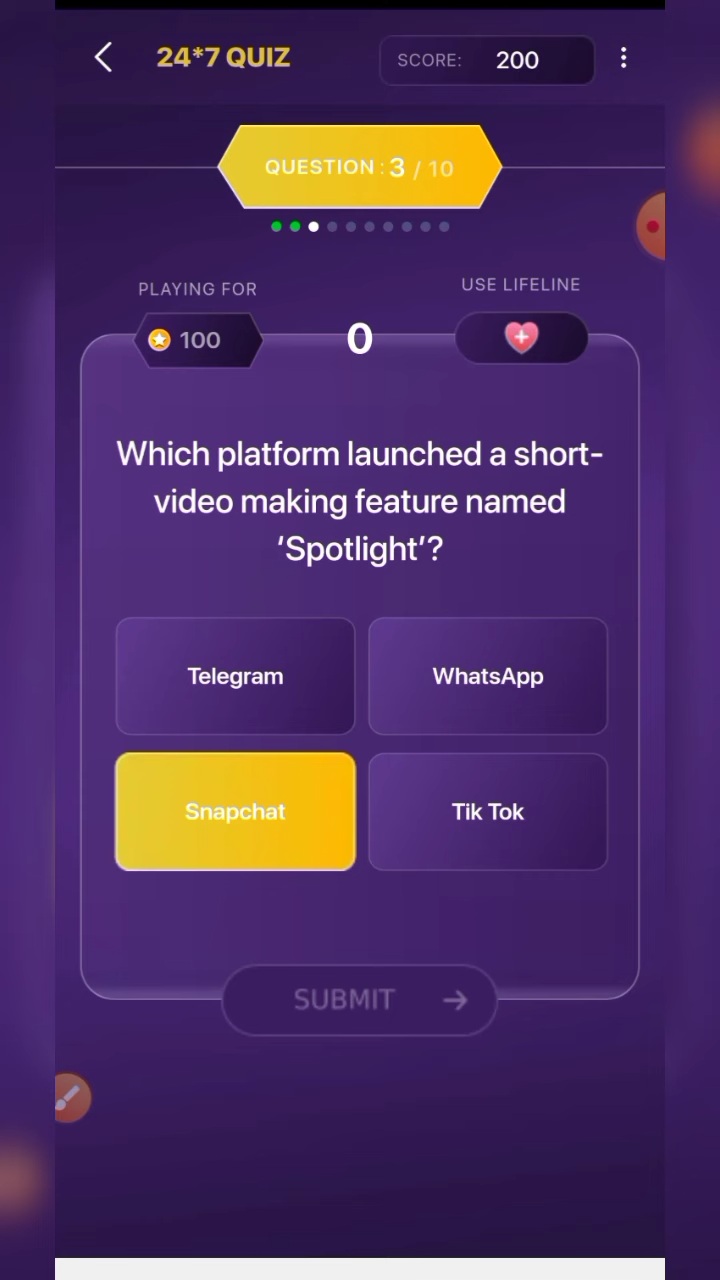 24*7 QUIZ
SCORE: 200
QUESTION : 3 / 10
PLAYING FOR
USE LIFELINE
100
0
Which platform launched a short-
video making feature named
‘Spotlight’?
Telegram
WhatsApp
Snapchat
Tik Tok
SUBMIT →